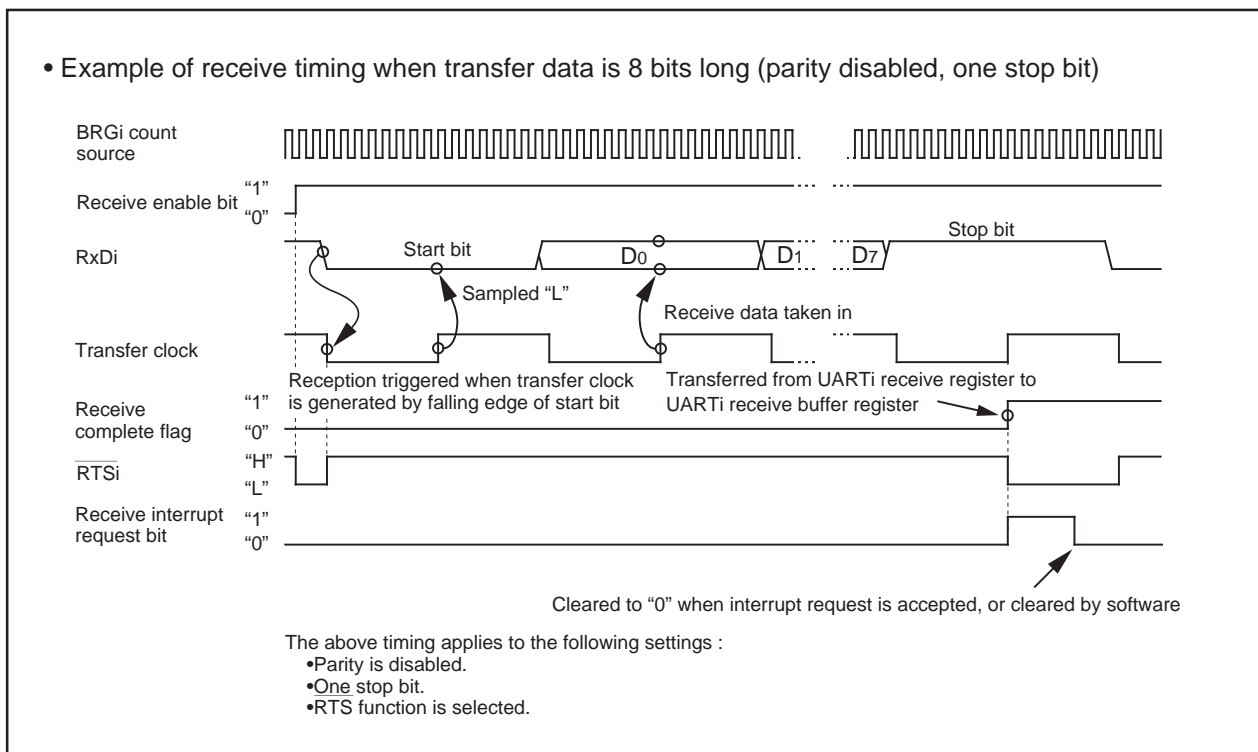 • Example of receive timing when transfer data is 8 bits long (parity disabled, one stop bit)
BRGi count
source
Receive enable bit
“1”
“0”
RxDi
Start bit
D0
D1
D7
Stop bit
Sampled “L”
Receive data taken in
Transfer clock
Reception triggered when transfer clock
is generated by falling edge of start bit
Transferred from UARTi receive register to
UARTi receive buffer register
Receive
complete flag
“1”
“0”
RTSi
“H”
“L”
Receive interrupt
request bit
“1”
“0”
Cleared to “0” when interrupt request is accepted, or cleared by software
The above timing applies to the following settings :
•Parity is disabled.
•One stop bit.
•RTS function is selected.